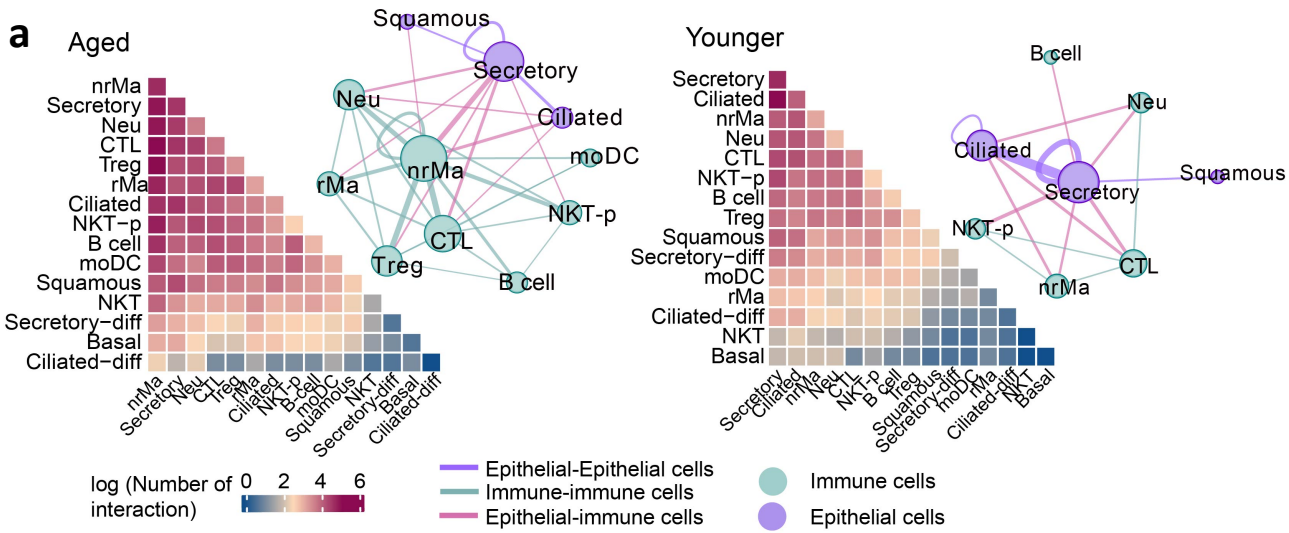 a
Aged
nrMa
Secretory
Neu
CTL
Treg
rMa
Ciliated
NKT-p
B cell
moDC
Squamous
NKT
Secretory-diff
Basal
Ciliated-diff
nrMa
Secretory
Neu
CTL
Treg
rMa
Ciliated
NKT-p
B-cell
moDC
Squamous
NKT
Secretory-diff
Basal
Ciliated-diff
Squamous
Secretory
Neu
Ciliated
moDC
nrMa
rMa
NKT-p
CTL
Treg
B cell
Younger
Secretory
Ciliated
nrMa
Neu
CTL
NKT-p
B cell
Treg
Squamous
Secretory-diff
moDC
rMa
Ciliated-diff
NKT
Basal
Secretory
Ciliated
nrMa
Neu
CTL
NKT-p
B cell
Treg
Squamous
Secretory-diff
moDC
rMa
Ciliated-diff
NKT
Basal
B cell
Neu
Ciliated
Squamous
Secretory
NKT-p
CTL
nrMa
log (Number of
interaction)
0 2 4 6
Epithelial-Epithelial cells
Immune-immune cells
Epithelial-immune cells
Immune cells
Epithelial cells